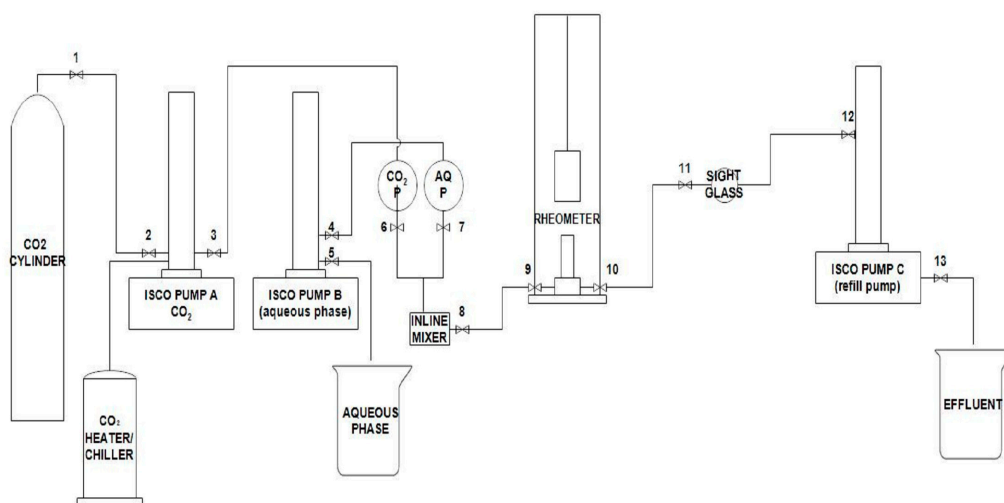 1
2
3
4
5
6
7
8
9
10
11
12
13
CO2
CYLINDER
ISCO PUMP A
CO₂
CO₂
HEATER/
CHILLER
ISCO PUMP B
(aqueous phase)
AQUEOUS
PHASE
CO₂
P
AQ
P
INLINE
MIXER
RHEOMETER
SIGHT
GLASS
ISCO PUMP C
(refill pump)
EFFLUENT